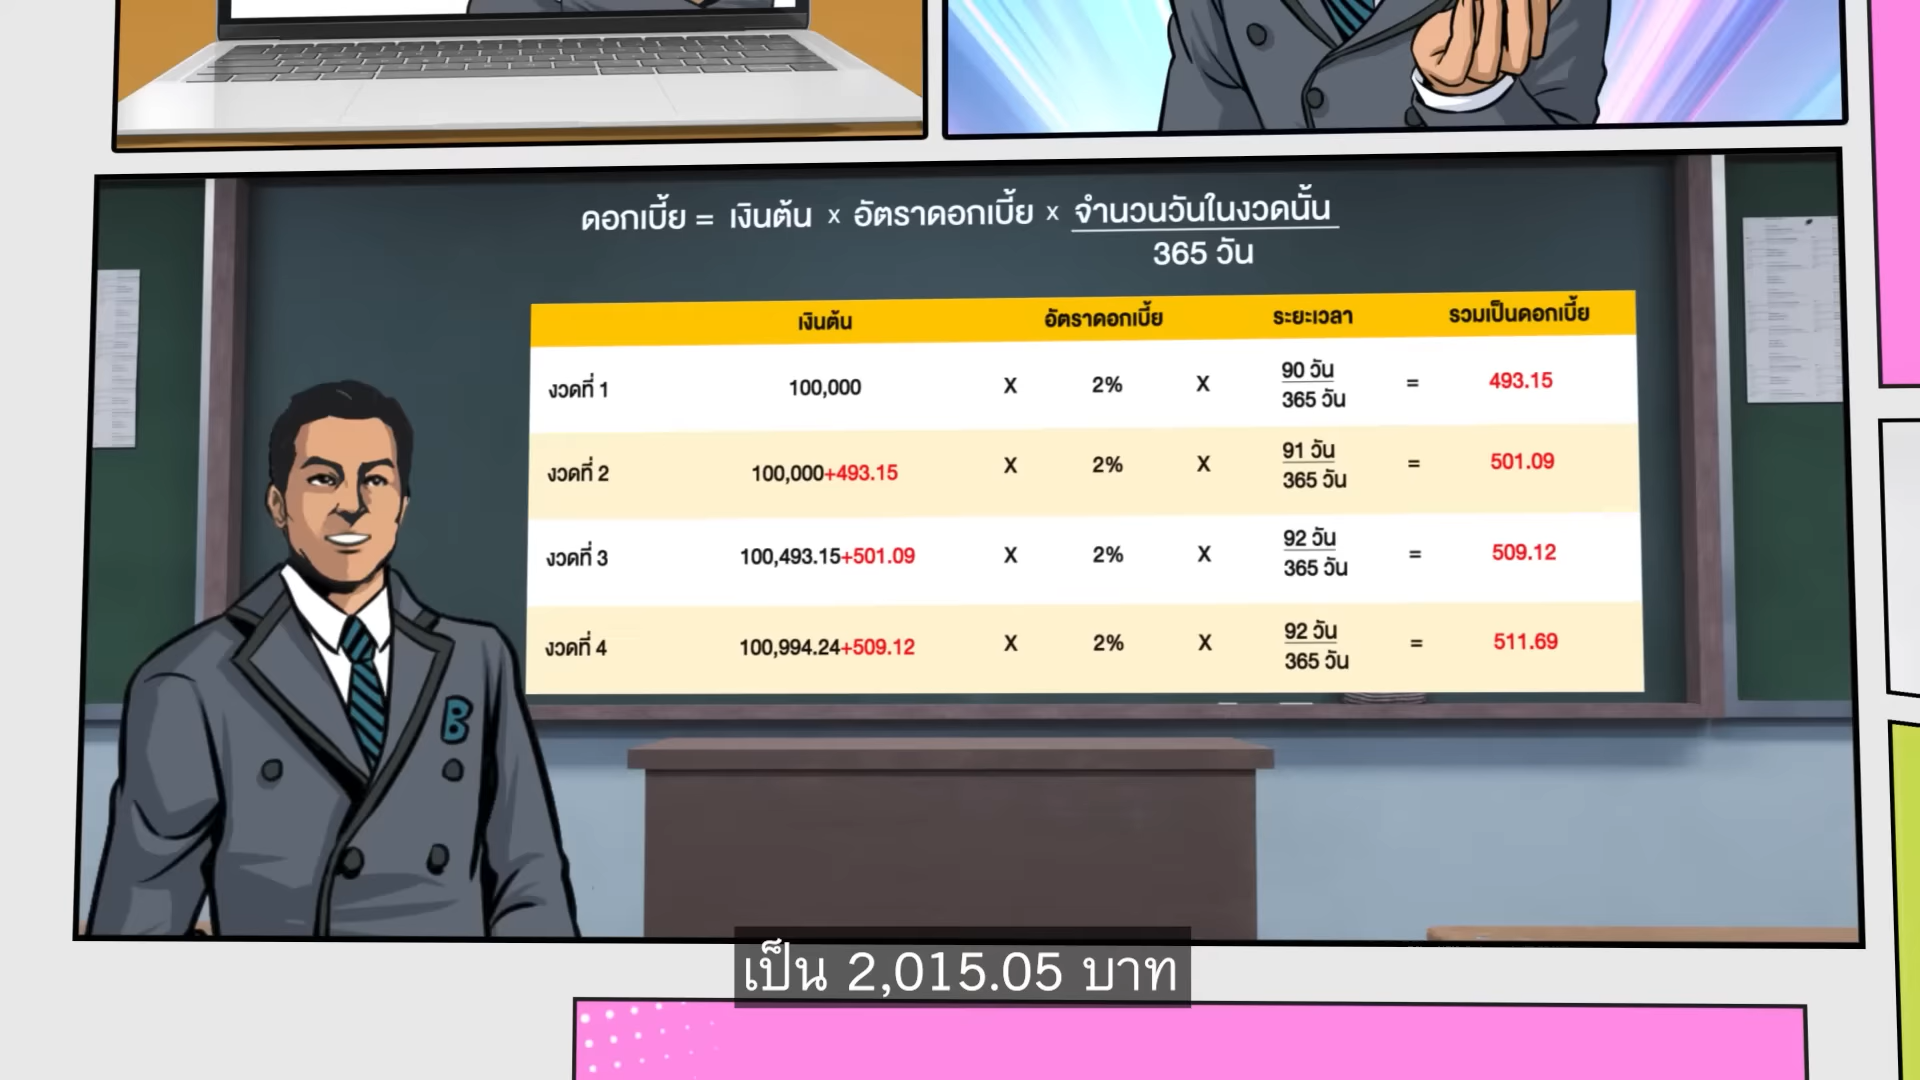 ดอกเบี้ย = เงินต้น x อัตราดอกเบี้ย x จำนวนวันในงวดนั้น
365 วัน
เงินต้น อัตราดอกเบี้ย ระยะเวลา รวมเป็นดอกเบี้ย
งวดที่ 1 100,000 X 2% X 90 วัน = 493.15
365 วัน
งวดที่ 2 100,000+493.15 X 2% X 91 วัน = 501.09
365 วัน
งวดที่ 3 100,493.15+501.09 X 2% X 92 วัน = 509.12
365 วัน
งวดที่ 4 100,994.24+509.12 X 2% X 92 วัน = 511.69
365 วัน
B
เป็น 2,015.05 บาท